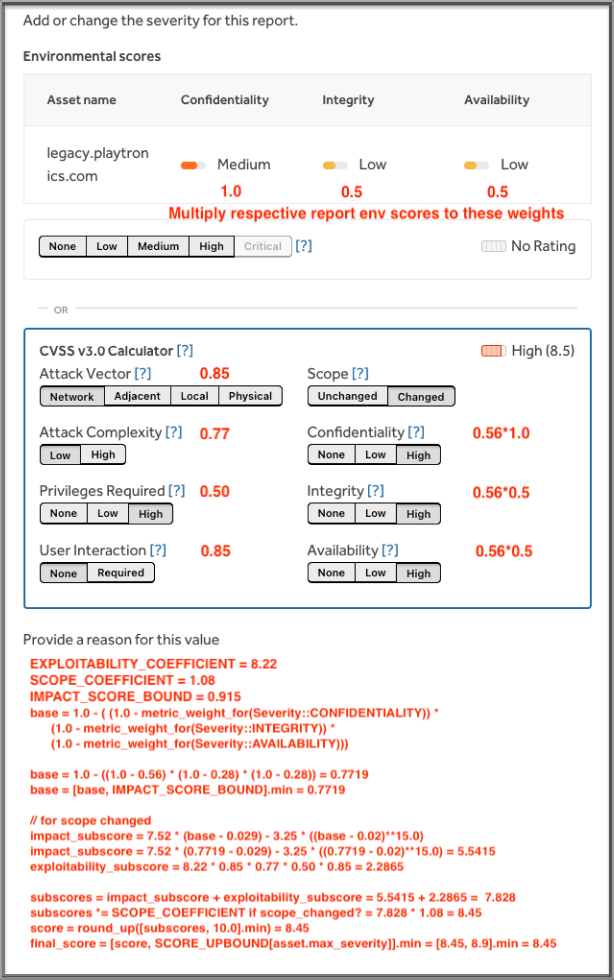 Add or change the severity for this report.
Environmental scores
Asset name Confidentiality Integrity Availability
legacy.playtron
ics.com
Medium Low Low
1.0 0.5 0.5
Multiply respective report env scores to these weights
None Low Medium High Critical [?] No Rating
OR
CVSS v3.0 Calculator [?] High (8.5)
Attack Vector [?] 0.85 Scope [?]
Network Adjacent Local Physical Unchanged Changed
Attack Complexity [?] 0.77 Confidentiality [?] 0.56*1.0
Low High None Low High
Privileges Required [?] 0.50 Integrity [?] 0.56*0.5
None Low High None Low High
User Interaction [?] 0.85 Availability [?] 0.56*0.5
None Required None Low High
Provide a reason for this value
EXPLOITABILITY_COEFFICIENT = 8.22
SCOPE_COEFFICIENT = 1.08
IMPACT_SCORE_BOUND = 0.915
base = 1.0 - ( (1.0 - metric_weight_for(Severity::CONFIDENTIALITY)) *
(1.0 - metric_weight_for(Severity::INTEGRITY)) *
(1.0 - metric_weight_for(Severity::AVAILABILITY)))
base = 1.0 - ((1.0 - 0.56) * (1.0 - 0.28) * (1.0 - 0.28)) = 0.7719
base = [base, IMPACT_SCORE_BOUND].min = 0.7719
// for scope changed
impact_subscore = 7.52 * (base - 0.029) - 3.25 * ((base - 0.02)**15.0)
impact_subscore = 7.52 * (0.7719 - 0.029) - 3.25 * ((0.7719 - 0.02)**15.0) = 5.5415
exploitability_subscore = 8.22 * 0.85 * 0.77 * 0.50 * 0.85 = 2.2865
subscores = impact_subscore + exploitability_subscore = 5.5415 + 2.2865 = 7.828
subscores *= SCOPE_COEFFICIENT if scope_changed? = 7.828 * 1.08 = 8.45
score = round_up([subscores, 10.0].min) = 8.45
final_score = [score, SCORE_UPBOUND[asset.max_severity]].min = [8.45, 8.9].min = 8.45